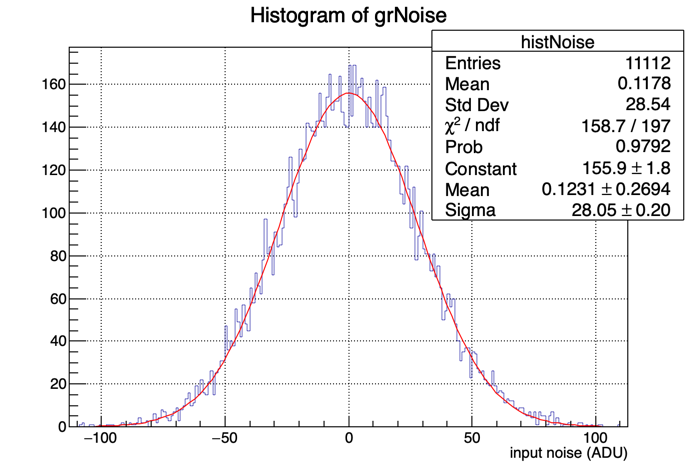 Histogram of grNoise
histNoise
Entries 11112
Mean 0.1178
Std Dev 28.54
χ² / ndf 158.7 / 197
Prob 0.9792
Constant 155.9 ± 1.8
Mean 0.1231 ± 0.2694
Sigma 28.05 ± 0.20
160
140
120
100
80
60
40
20
0
−100 −50 0 50 100
input noise (ADU)